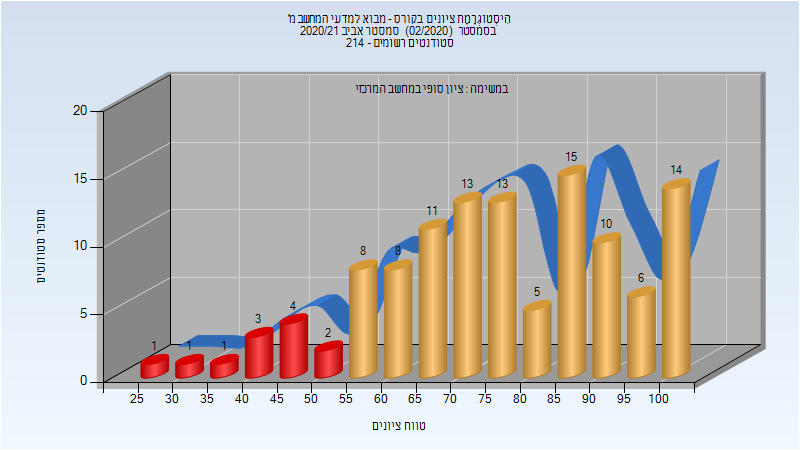 היסטוגרמת ציונים בקורס - מבוא למדעי המחשב מ'
בסמסטר (02/2020) סמסטר אביב 2020/21
סטודנטים רשומים - 214
במשימה : ציון סופי במחשב המרכזי
מספר סטודנטים
20
15
10
5
0
1 1 1 3 4 2 8 8 11 13 13 5 15 10 6 14
25 30 35 40 45 50 55 60 65 70 75 80 85 90 95 100
טווח ציונים